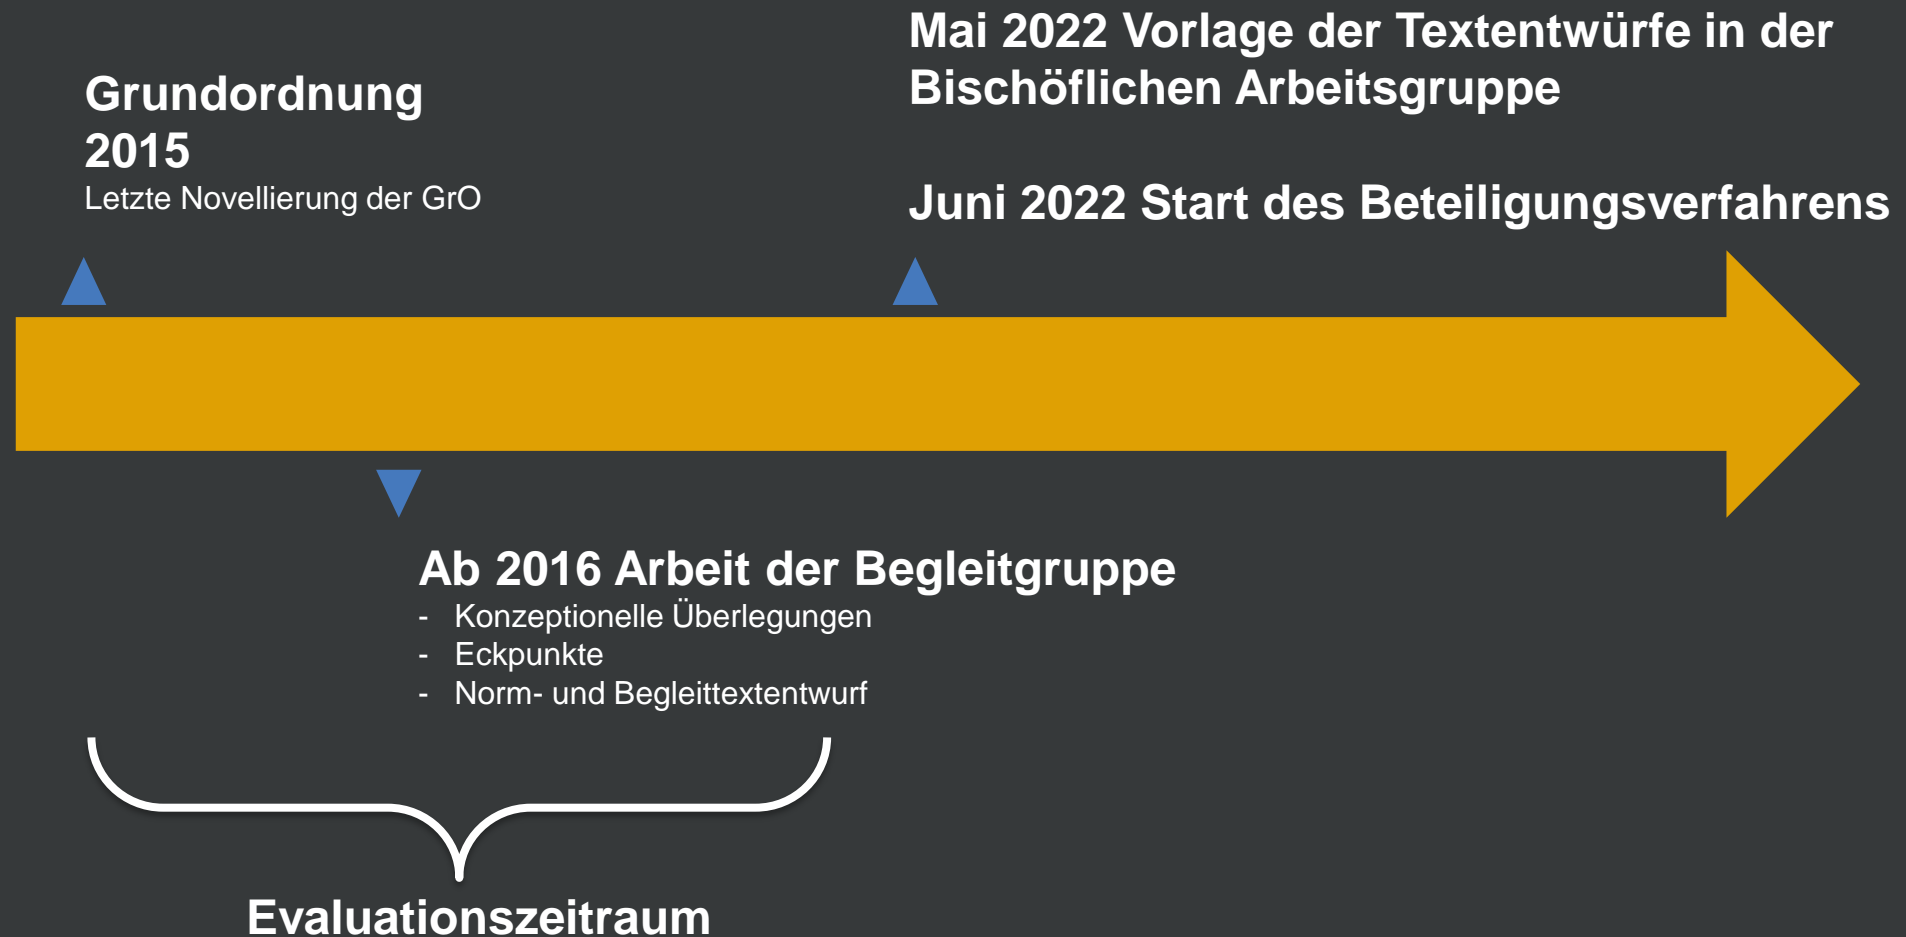 Grundordnung
2015
Letzte Novellierung der GrO
Mai 2022 Vorlage der Textentwürfe in der
Bischöflichen Arbeitsgruppe
Juni 2022 Start des Beteiligungsverfahrens
Ab 2016 Arbeit der Begleitgruppe
- Konzeptionelle Überlegungen
- Eckpunkte
- Norm- und Begleittextentwurf
Evaluationszeitraum